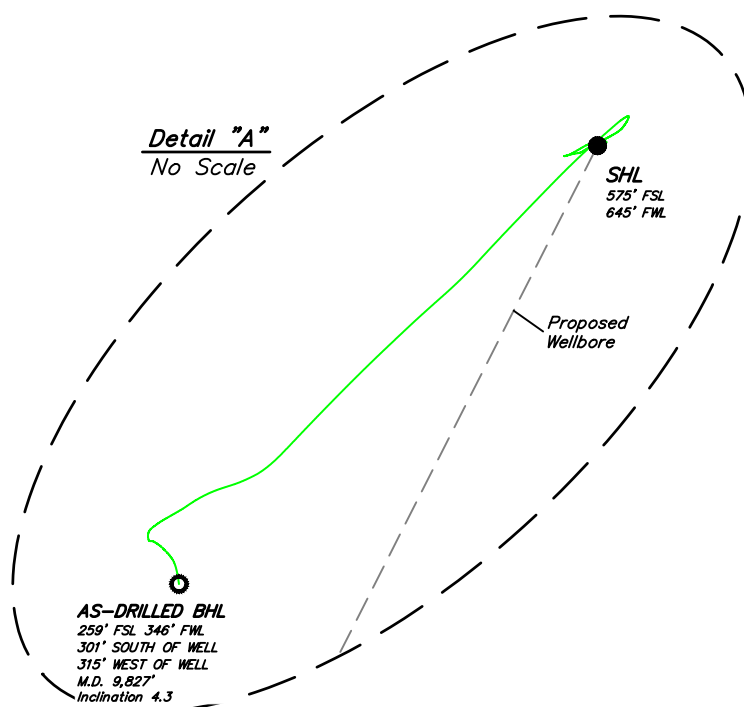 Detail "A"
No Scale
SHL
575' FSL
645' FWL
Proposed
Wellbore
AS-DRILLED BHL
259' FSL 346' FWL
301' SOUTH OF WELL
315' WEST OF WELL
M.D. 9,827'
Inclination 4.3